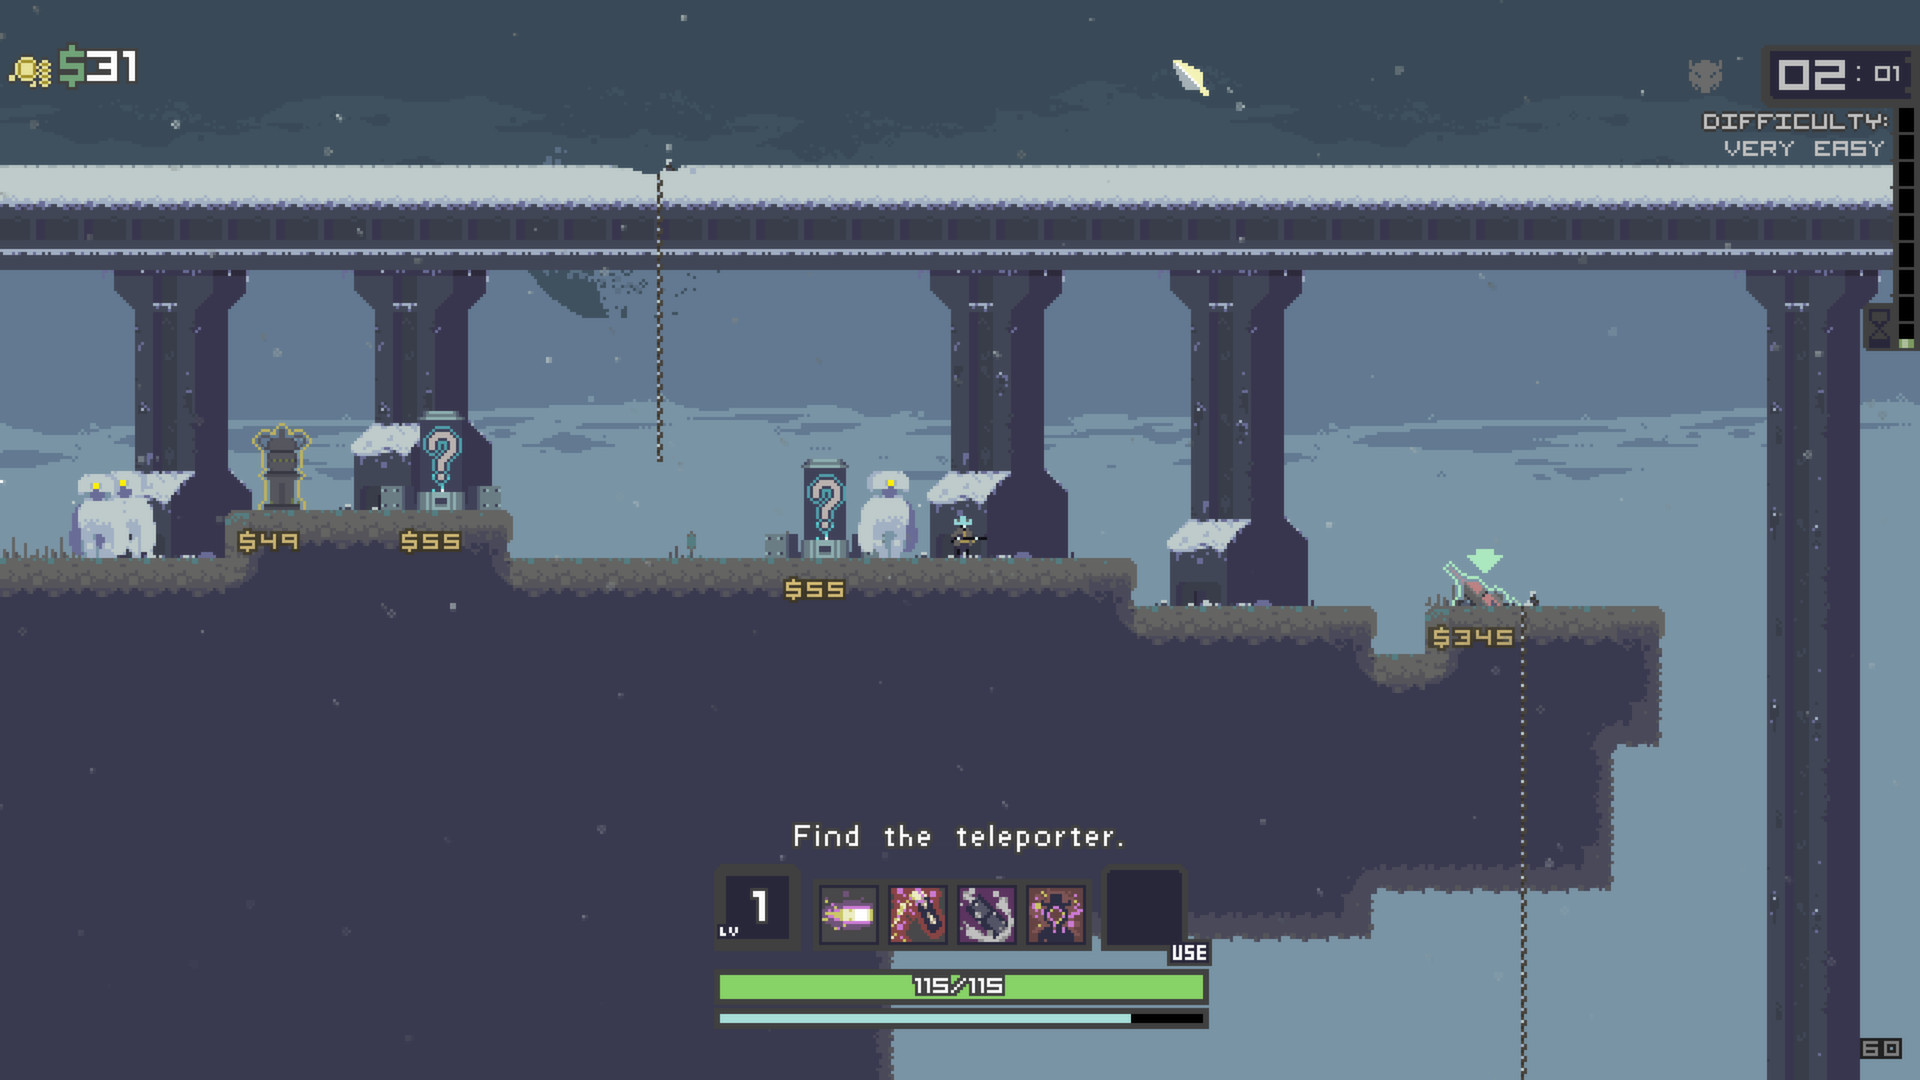 $31
02:01
DIFFICULTY:
VERY EASY
?
?
$49
$55
$55
$345
Find the teleporter.
1
LV
USE
115/115
60